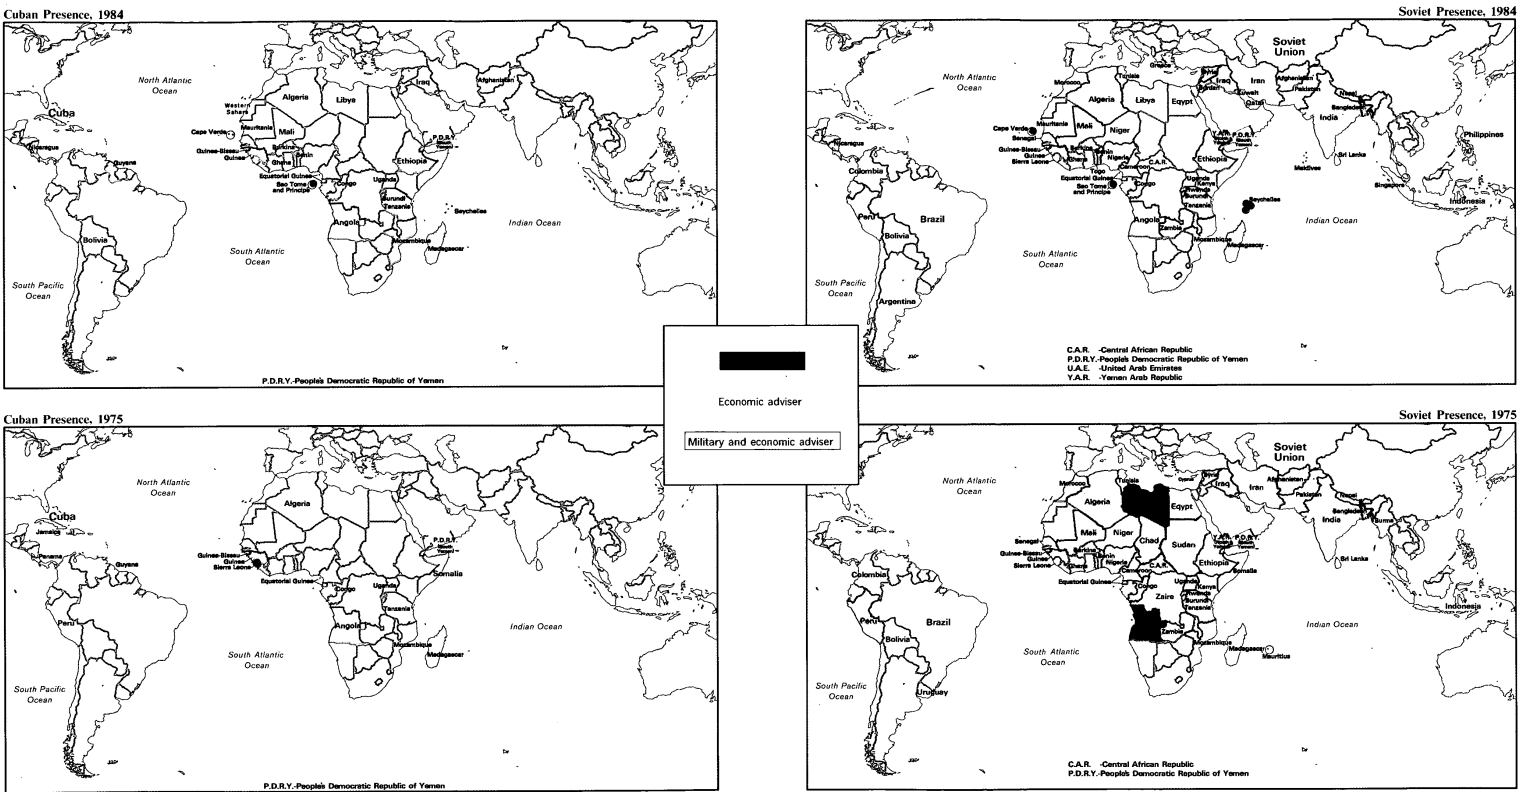 Cuban Presence, 1984
North Atlantic
Ocean
Cuba
Nicaragua
Guyana
Bolivia
South Pacific
Ocean
South Atlantic
Ocean
Western
Sahara
Algeria
Libya
Iraq
Afghanistan
Cape Verde
Mauritania
Mali
Guinea-Bissau
Guinea
Burkina
Benin
Ghana
P.D.R.Y.
Ethiopia
Equatorial Guinea
Sao Tome
and Principe
Congo
Uganda
Burundi
Tanzania
Seychelles
Angola
Mozambique
Madagascar
Indian Ocean
P.D.R.Y.-People's Democratic Republic of Yemen
Soviet Presence, 1984
Soviet
Union
North Atlantic
Ocean
Greece
Morocco
Tunisia
Syria
Iraq
Jordan
Iran
Kuwait
Qatar
Afghanistan
Pakistan
Nepal
Bangladesh
India
Algeria
Libya
Egypt
Cape Verde
Mauritania
Senegal
Mali
Niger
Y.A.R.
P.D.R.Y.
Philippines
Nicaragua
Guinea-Bissau
Guinea
Sierra Leone
Burkina
Benin
Ghana
Nigeria
Togo
Cameroon
C.A.R.
Ethiopia
Sri Lanka
Maldives
Colombia
Equatorial Guinea
Sao Tome
and Principe
Congo
Uganda
Kenya
Rwanda
Burundi
Tanzania
Seychelles
Singapore
Indonesia
Peru
Brazil
Angola
Zambia
Indian Ocean
Bolivia
Mozambique
Madagascar
South Atlantic
Ocean
South Pacific
Ocean
Argentina
C.A.R. -Central African Republic
P.D.R.Y.-People's Democratic Republic of Yemen
U.A.E. -United Arab Emirates
Y.A.R. -Yemen Arab Republic
Economic adviser
Military and economic adviser
Cuban Presence, 1975
North Atlantic
Ocean
Cuba
Jamaica
Panama
Guyana
Peru
South Pacific
Ocean
South Atlantic
Ocean
Algeria
Guinea-Bissau
Guinea
Sierra Leone
P.D.R.Y.
Somalia
Equatorial Guinea
Congo
Uganda
Tanzania
Angola
Mozambique
Madagascar
Indian Ocean
P.D.R.Y.-People's Democratic Republic of Yemen
Soviet Presence, 1975
Soviet
Union
North Atlantic
Ocean
Morocco
Tunisia
Cyprus
Syria
Iraq
Iran
Afghanistan
Pakistan
Nepal
Bangladesh
India
Burma
Algeria
Egypt
Senegal
Mali
Niger
Chad
Sudan
Y.A.R.
P.D.R.Y.
Guinea-Bissau
Guinea
Sierra Leone
Burkina
Benin
Ghana
Nigeria
Cameroon
C.A.R.
Ethiopia
Somalia
Sri Lanka
Colombia
Equatorial Guinea
Congo
Uganda
Kenya
Rwanda
Burundi
Zaire
Tanzania
Indonesia
Peru
Brazil
Zambia
Indian Ocean
Bolivia
Mozambique
Madagascar
Mauritius
South Atlantic
Ocean
South Pacific
Ocean
Uruguay
C.A.R. -Central African Republic
P.D.R.Y.-People's Democratic Republic of Yemen